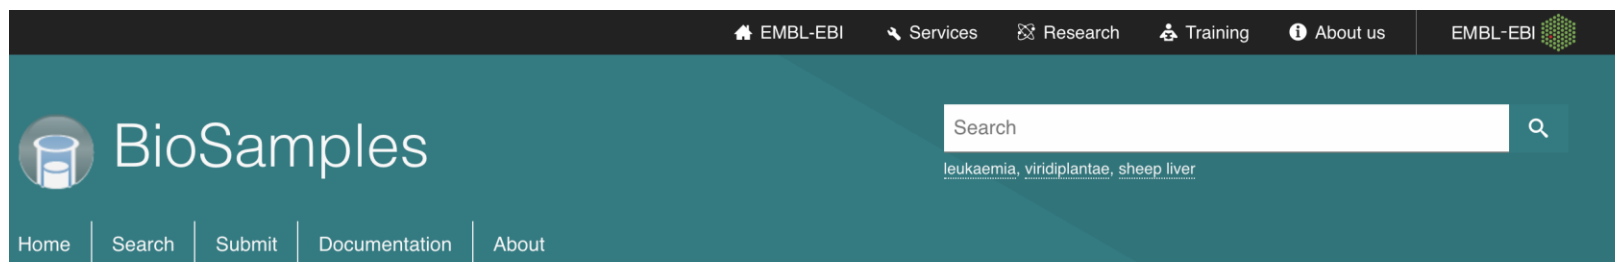 EMBL-EBI Services Research Training About us EMBL-EBI
BioSamples
Search
leukaemia, viridiplantae, sheep liver
Home Search Submit Documentation About